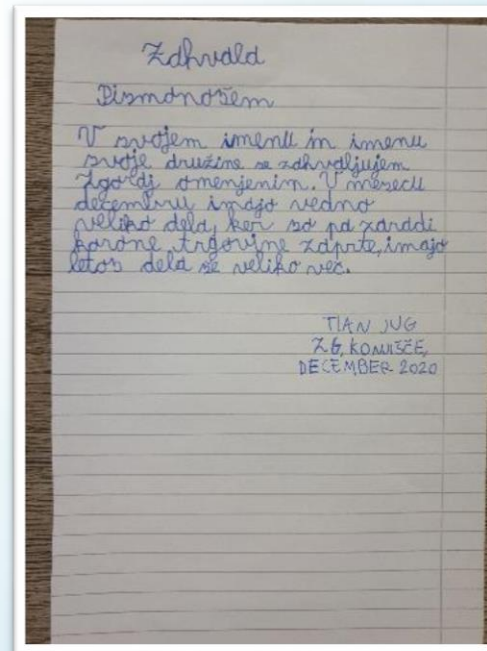 Zahvala
Pismonošem
V svojem imenu in imenu
svoje družine se zahvaljujem
zgoraj omenjenim. V mesecu
decembru imajo vedno
veliko dela, ker so pa zaradi
korone trgovine zaprte, imajo
letos dela še veliko več.
TIAN JUG
ZG. KONJIŠČE,
DECEMBER 2020